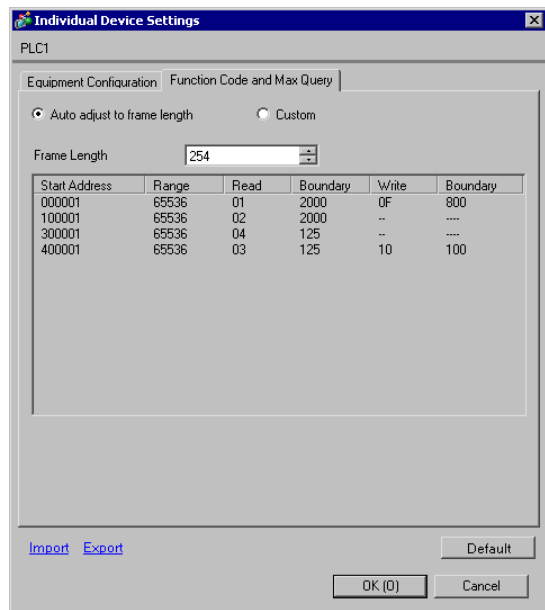 Individual Device Settings
PLC1
Equipment Configuration Function Code and Max Query
Auto adjust to frame length Custom
Frame Length 254
Start Address Range Read Boundary Write Boundary
000001 65536 01 2000 0F 800
100001 65536 02 2000 -- ----
300001 65536 04 125 -- ----
400001 65536 03 125 10 100
Import Export Default
OK (O) Cancel